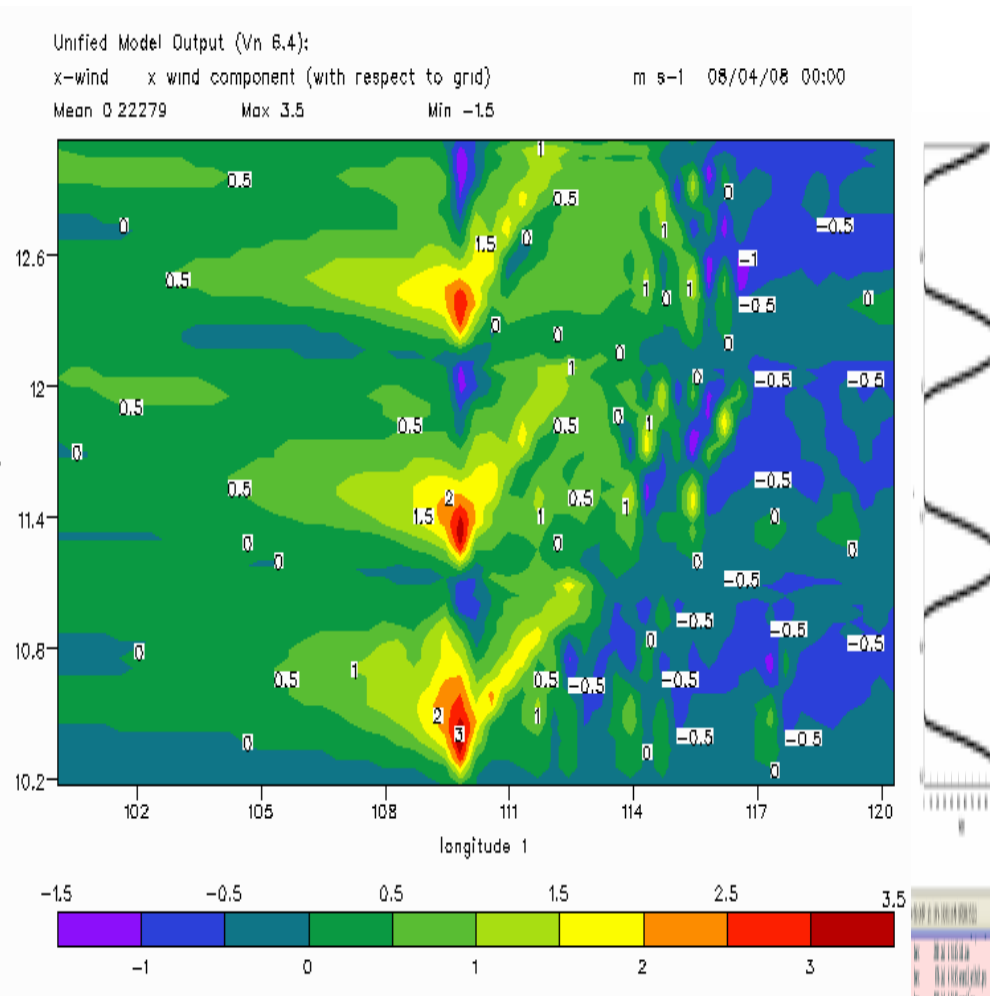 Unified Model Output (Vn 6.4):
x-wind x wind component (with respect to grid) m s-1 08/04/08 00:00
Mean 0 22279 Max 3.5 Min -1.5
1
0.5 0
0.5
0 -0.5
1
1.5 0
12.6 -1
0.5 1 1 0 -0.5 0
0 0 0
0
1 0
12 -0.5 -0.5
0.5 0
0.5 0.5 1
0
0.5 -0.5
2 0.5 1
11.4 1.5 1 0
0 0 0
0 0
-0.5
-0.5 -0.5
10.8 0 0 -0.5
1
0.5 0.5 -0.5 -0.5
2 1
3 -0.5 -0.5
0 0
10.2 0
102 105 108 111 114 117 120
longitude 1
-1.5 -0.5 0.5 1.5 2.5 3.5
-1 0 1 2 3